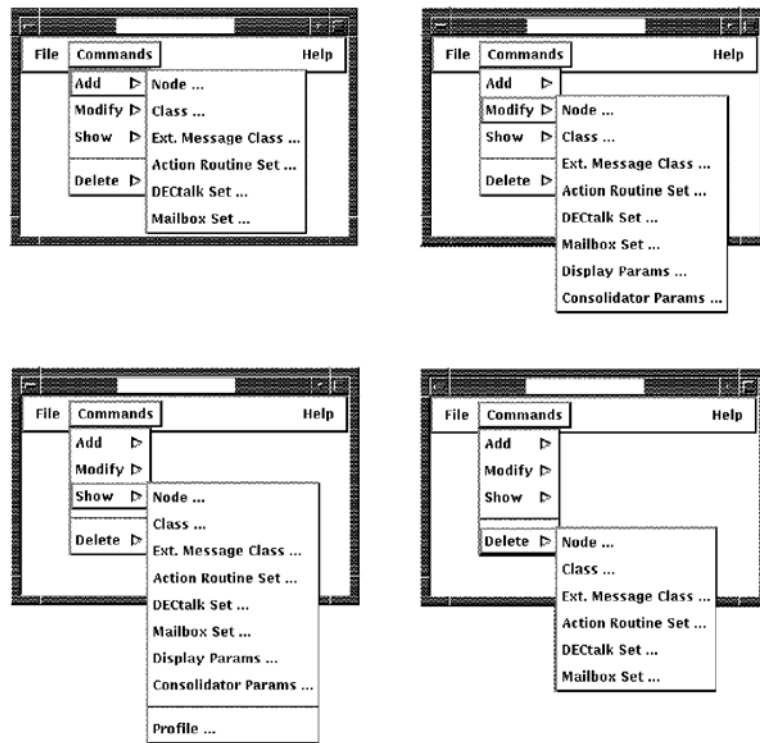 File Commands Help
Add Node ...
Modify Class ...
Show Ext. Message Class ...
Action Routine Set ...
Delete DECtalk Set ...
Mailbox Set ...
File Commands Help
Add
Modify Node ...
Show Class ...
Ext. Message Class ...
Delete Action Routine Set ...
DECtalk Set ...
Mailbox Set ...
Display Params ...
Consolidator Params ...
File Commands Help
Add
Modify
Show Node ...
Class ...
Delete Ext. Message Class ...
Action Routine Set ...
DECtalk Set ...
Mailbox Set ...
Display Params ...
Consolidator Params ...
Profile ...
File Commands Help
Add
Modify
Show
Delete Node ...
Class ...
Ext. Message Class ...
Action Routine Set ...
DECtalk Set ...
Mailbox Set ...